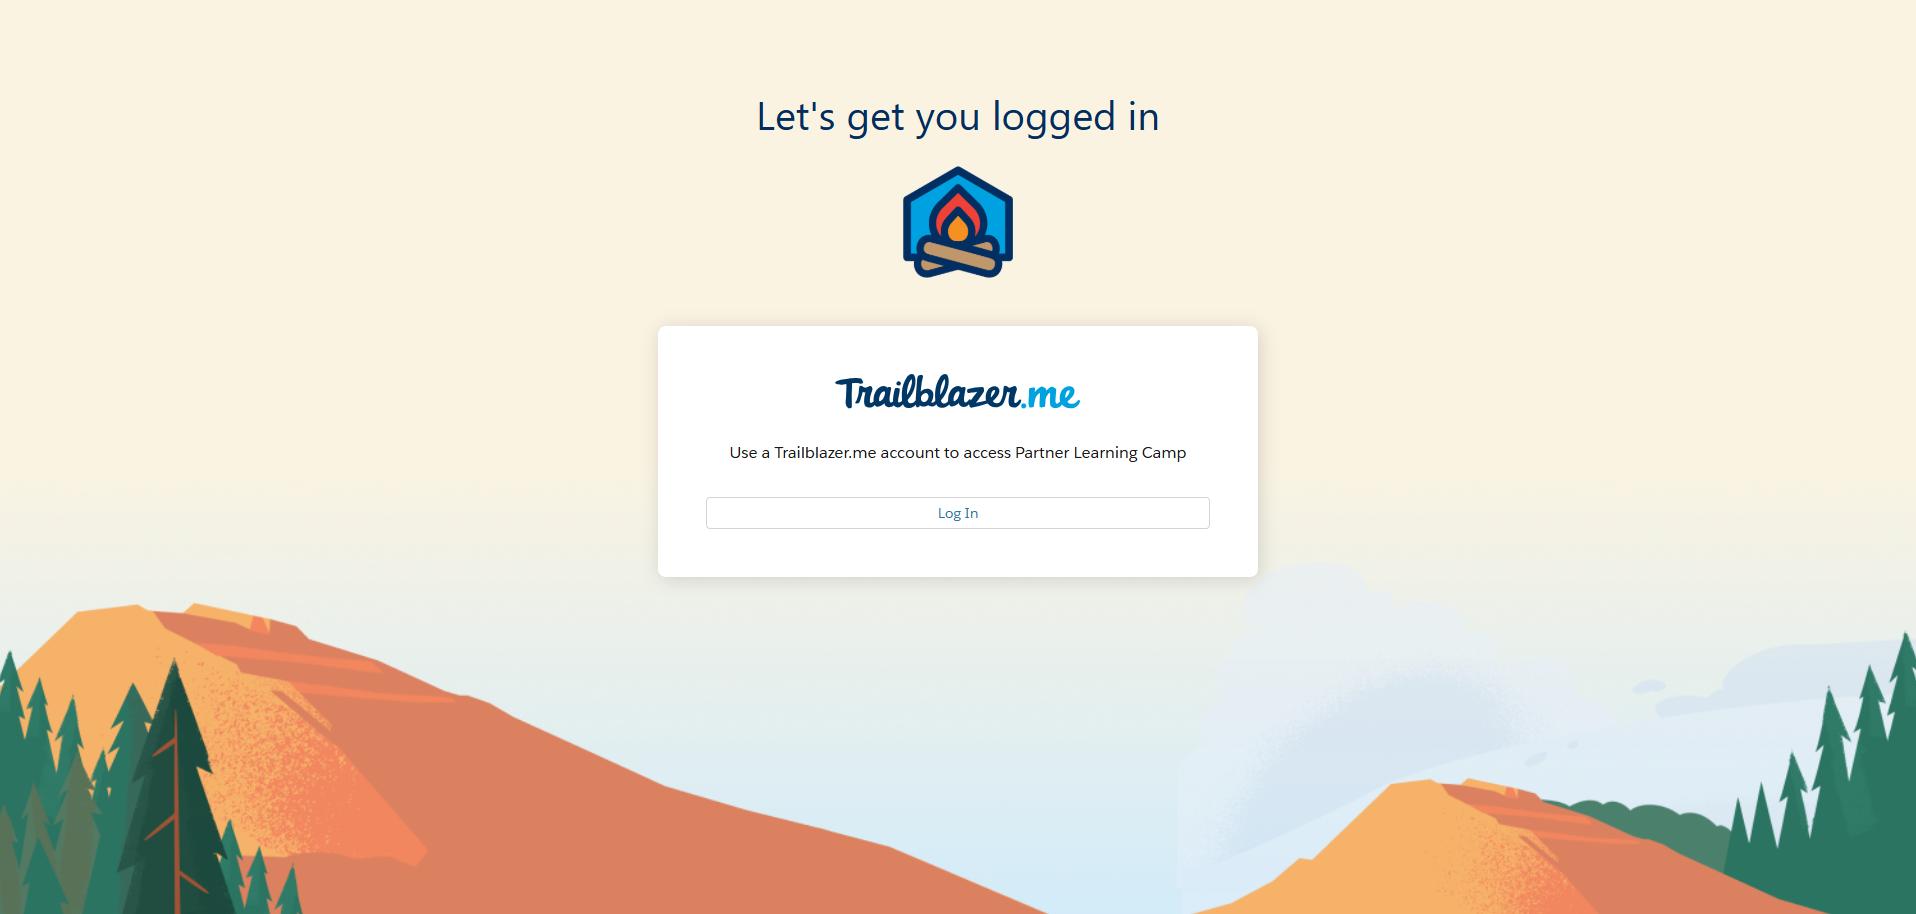 Let's get you logged in
Trailblazer.me
Use a Trailblazer.me account to access Partner Learning Camp
Log In